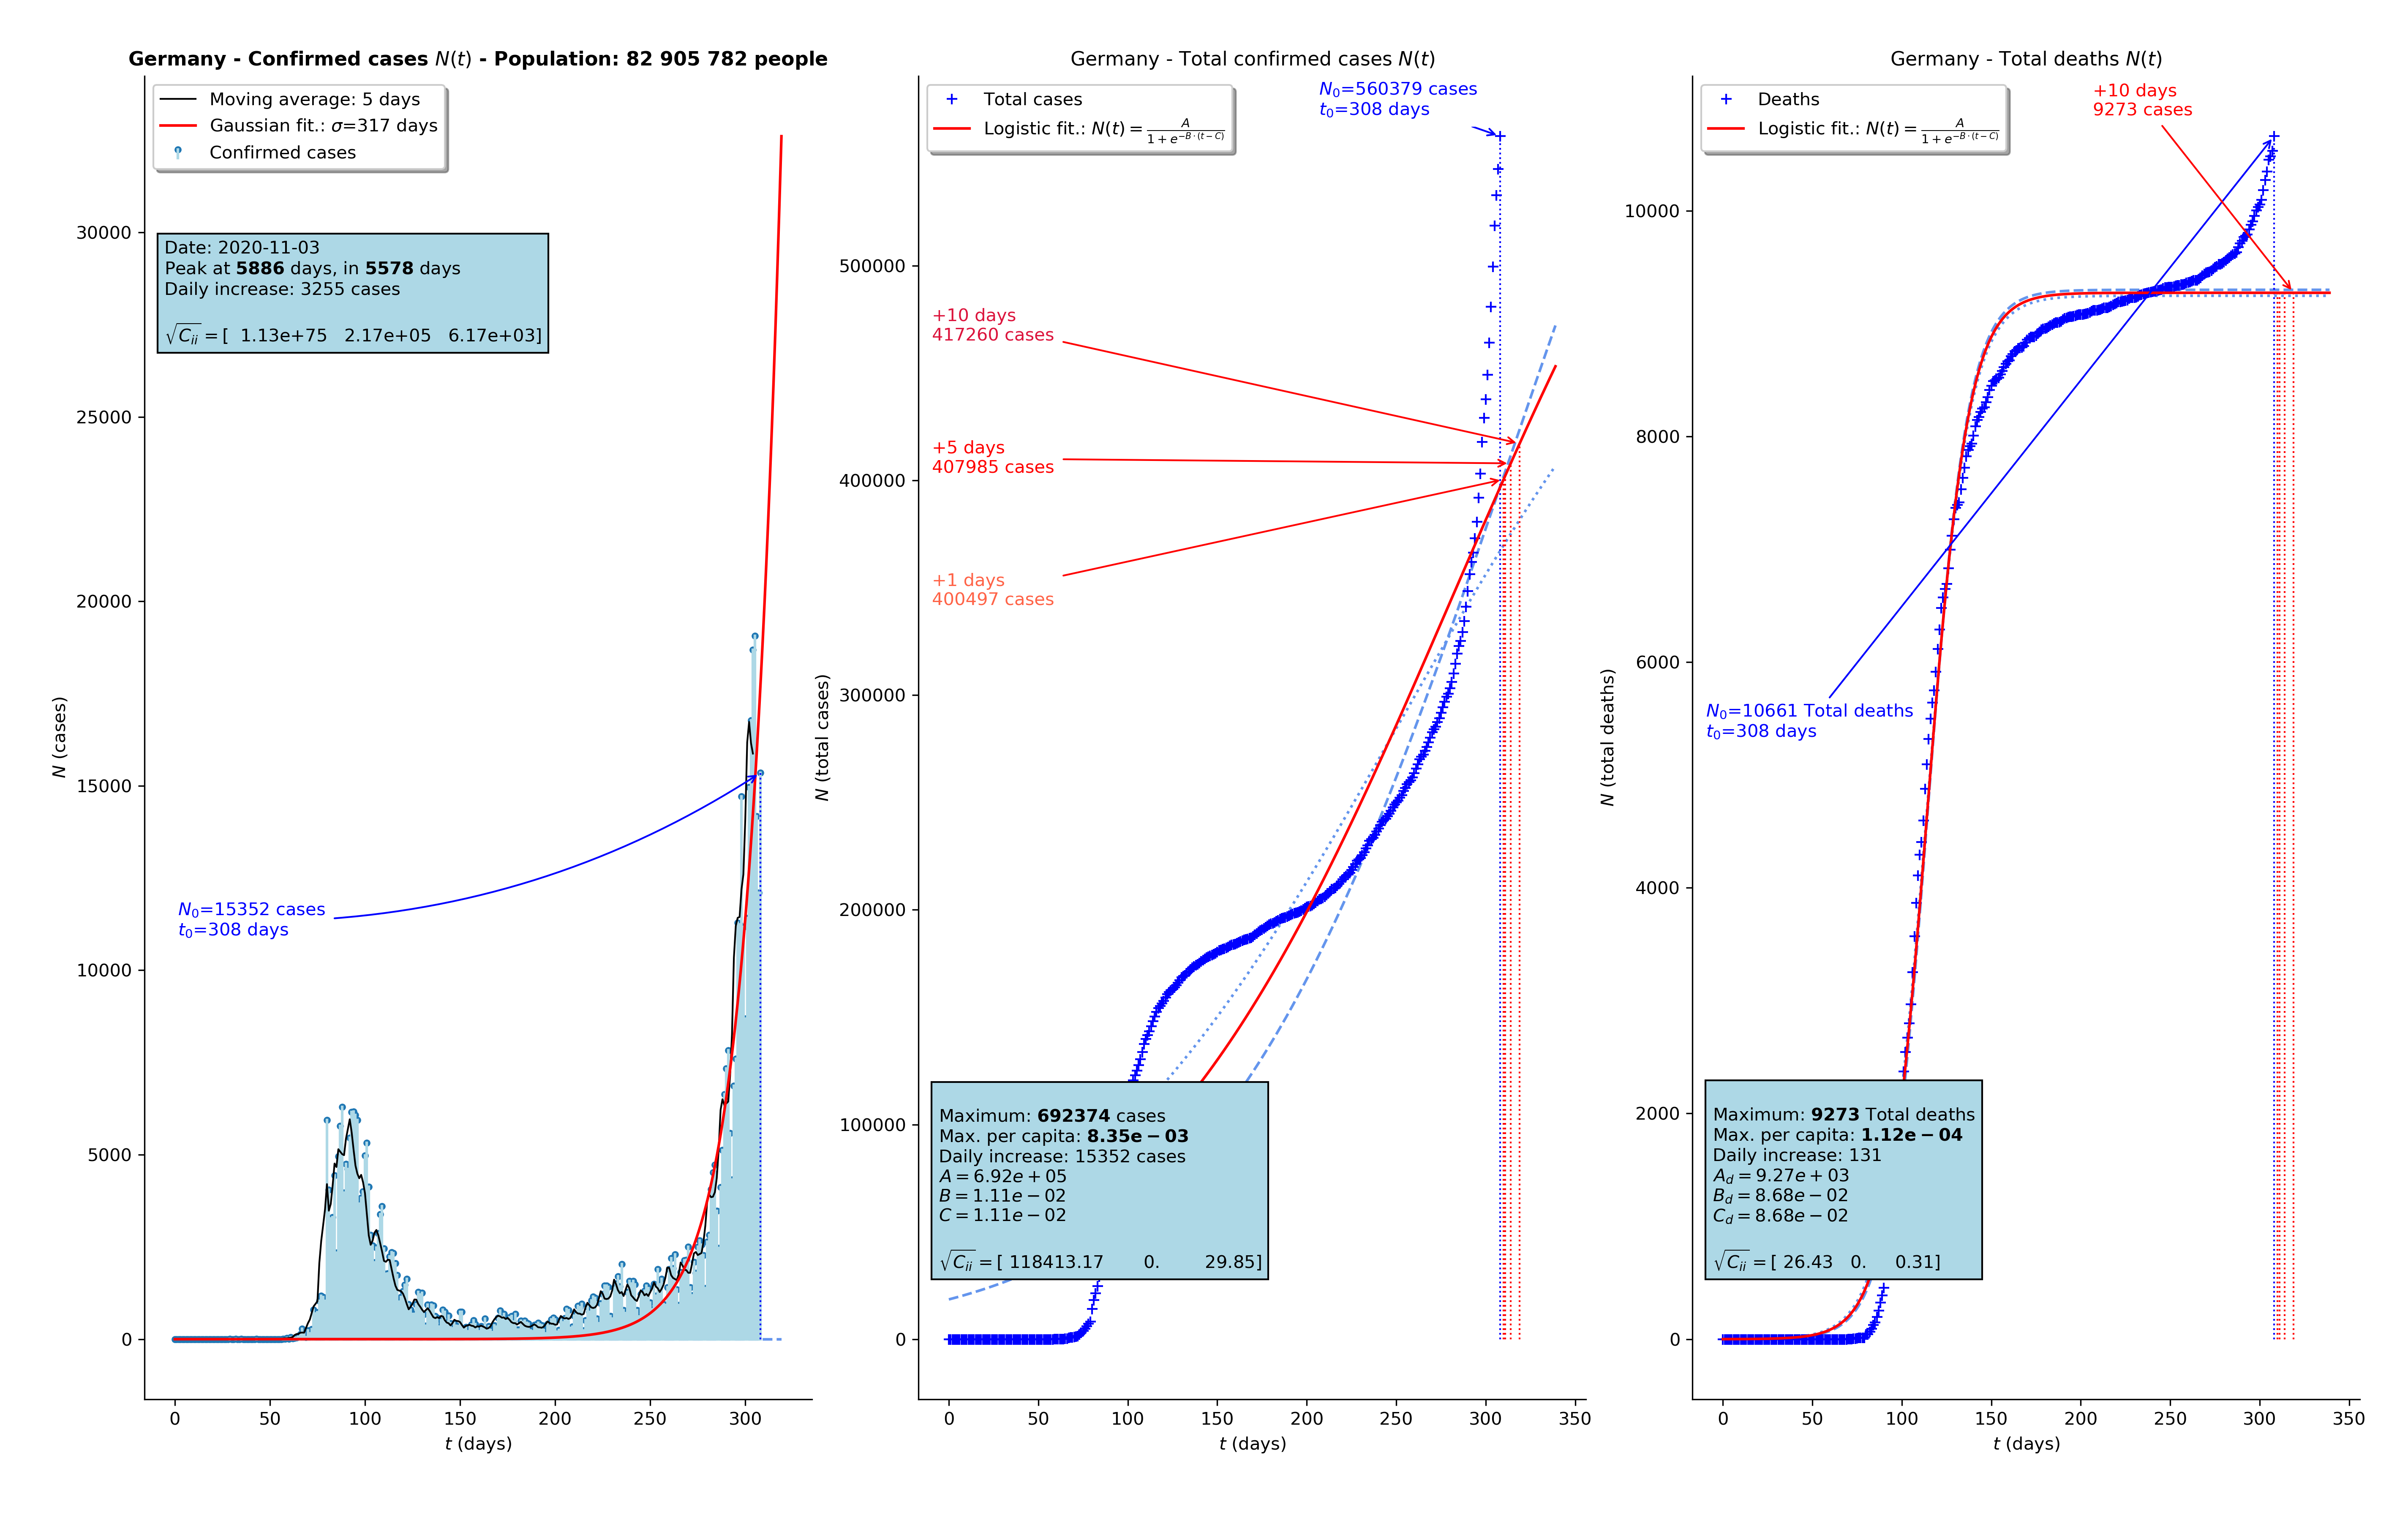 Germany - Confirmed cases N(t) - Population: 82 905 782 people
Moving average: 5 days
Gaussian fit.: σ=317 days
Confirmed cases
Date: 2020-11-03
Peak at 5886 days, in 5578 days
Daily increase: 3255 cases
√Cᵢᵢ = [ 1.13e+75 2.17e+05 6.17e+03]
N₀=15352 cases
t₀=308 days
N (cases)
30000
25000
20000
15000
10000
5000
0
0 50 100 150 200 250 300
t (days)
Germany - Total confirmed cases N(t)
Total cases
Logistic fit.: N(t) = A / (1 + e^(−B·(t−C)))
N₀=560379 cases
t₀=308 days
+10 days
417260 cases
+5 days
407985 cases
+1 days
400497 cases
Maximum: 692374 cases
Max. per capita: 8.35e − 03
Daily increase: 15352 cases
A = 6.92e + 05
B = 1.11e − 02
C = 1.11e − 02
√Cᵢᵢ = [ 118413.17 0. 29.85]
N (total cases)
500000
400000
300000
200000
100000
0
0 50 100 150 200 250 300 350
t (days)
Germany - Total deaths N(t)
Deaths
Logistic fit.: N(t) = A / (1 + e^(−B·(t−C)))
+10 days
9273 cases
N₀=10661 Total deaths
t₀=308 days
Maximum: 9273 Total deaths
Max. per capita: 1.12e − 04
Daily increase: 131
A_d = 9.27e + 03
B_d = 8.68e − 02
C_d = 8.68e − 02
√Cᵢᵢ = [ 26.43 0. 0.31]
N (total deaths)
10000
8000
6000
4000
2000
0
0 50 100 150 200 250 300 350
t (days)